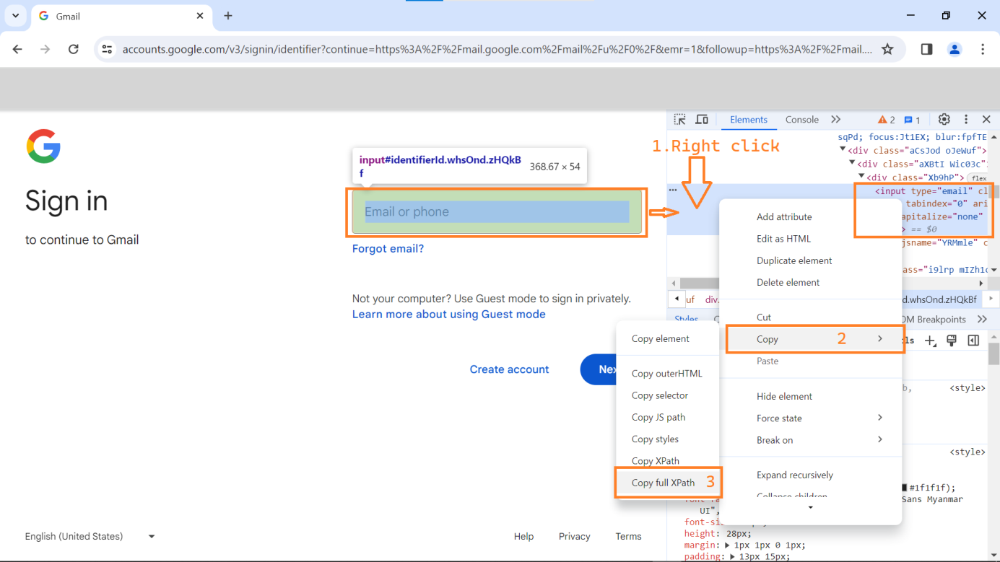 Gmail
accounts.google.com/v3/signin/identifier?continue=https%3A%2F%2Fmail.google.com%2Fmail%2Fu%2F0%2F&emr=1&followup=https%3A%2F%2Fmail....
Sign in
to continue to Gmail
input#identifierId.whsOnd.zHQkB
f
368.67 × 54
Email or phone
Forgot email?
Not your computer? Use Guest mode to sign in privately.
Learn more about using Guest mode
Create account
Nex
English (United States)
Help
Privacy
Terms
1.Right click
Elements
Console
2
1
sqPd; focus:Jt1EX; blur:fpfTE
<div class="aCsJod oJeWuf">
<div class="aXBtI Wic03c">
<div class="Xb9hP">
flex
<input type="email" cl
tabindex="0" ari
apitalize="none"
> == $0
jsname="YRMmle" c
ass="i9lrp mIZh1c
uf
div.
d.whsOnd.zHQkBf
Styles
OM Breakpoints
Add attribute
Edit as HTML
Duplicate element
Delete element
Cut
Copy
2
Paste
Hide element
Force state
Break on
Expand recursively
Collapse children
Copy element
Copy outerHTML
Copy selector
Copy JS path
Copy styles
Copy XPath
Copy full XPath
3
ls
b,
<style>
<style>
#1f1f1f);
Sans Myanmar
UI",
font-si
height: 28px;
margin: 1px 1px 0 1px;
padding: 13px 15px;